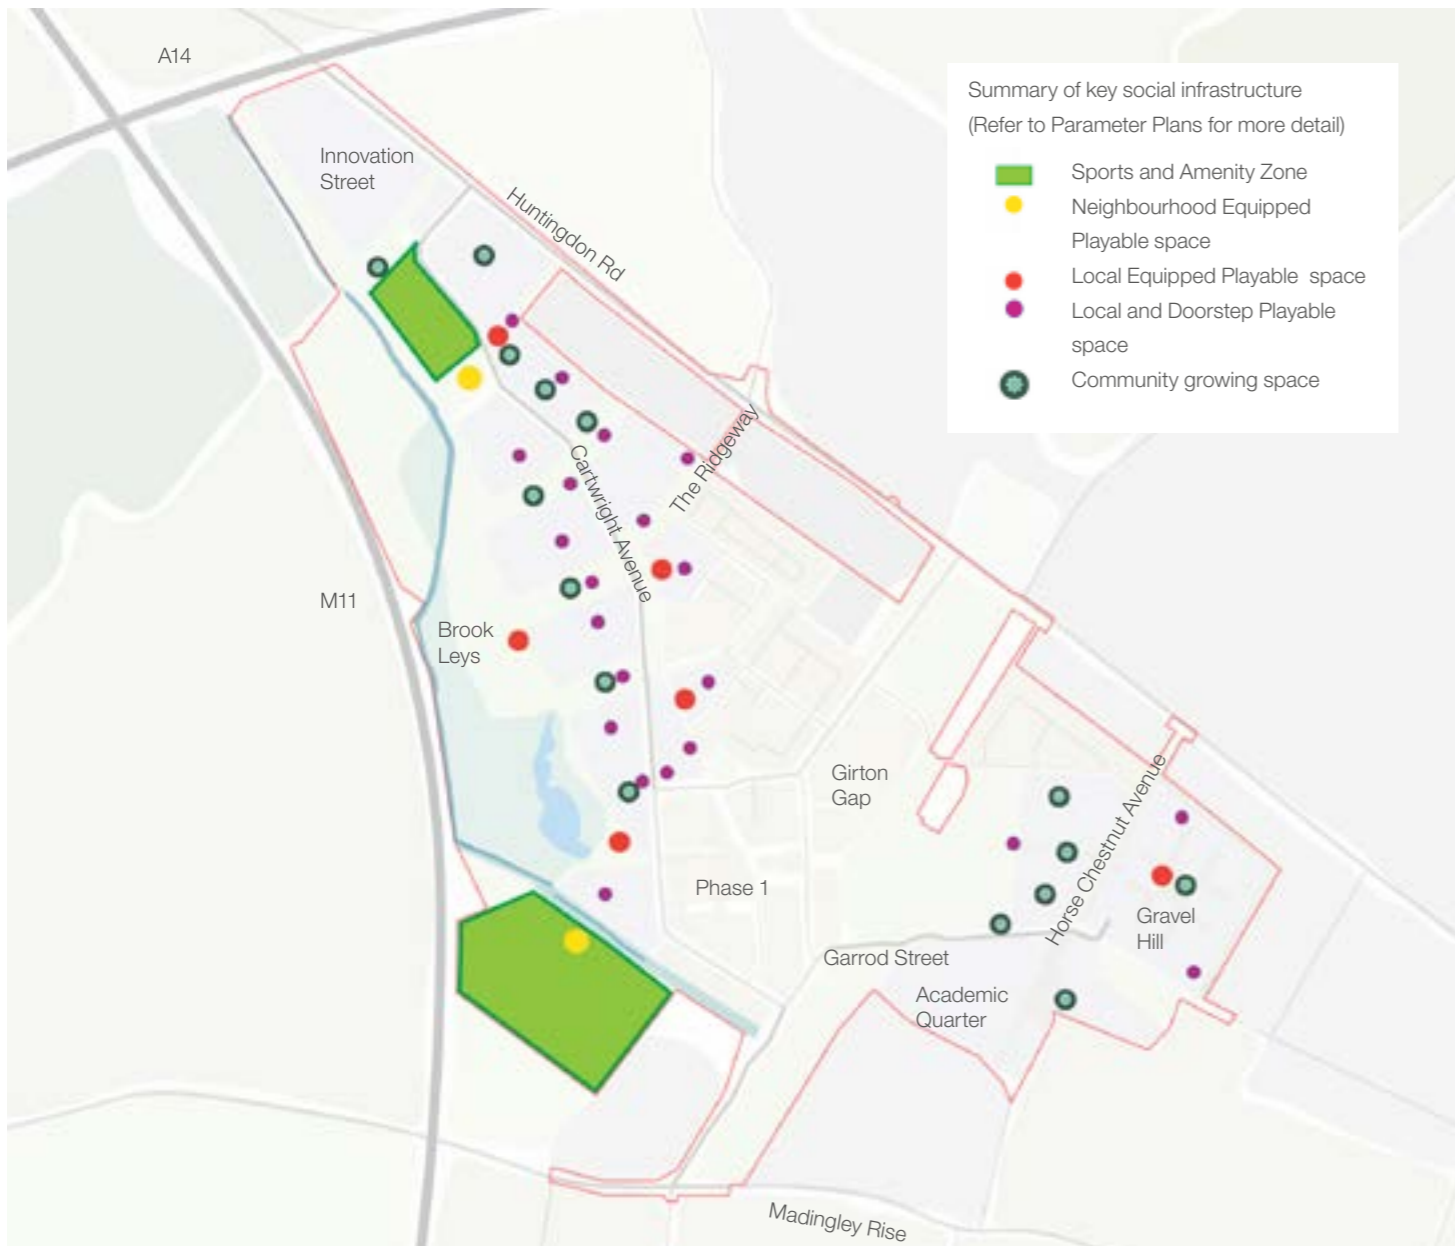 A14
Summary of key social infrastructure
(Refer to Parameter Plans for more detail)
Sports and Amenity Zone
Neighbourhood Equipped
Playable space
Local Equipped Playable space
Local and Doorstep Playable
space
Community growing space
Innovation
Street
Huntingdon Rd
The Ridgeway
Cartwright Avenue
M11
Brook
Leys
Girton
Gap
Horse Chestnut Avenue
Phase 1
Gravel
Hill
Garrod Street
Academic
Quarter
Madingley Rise